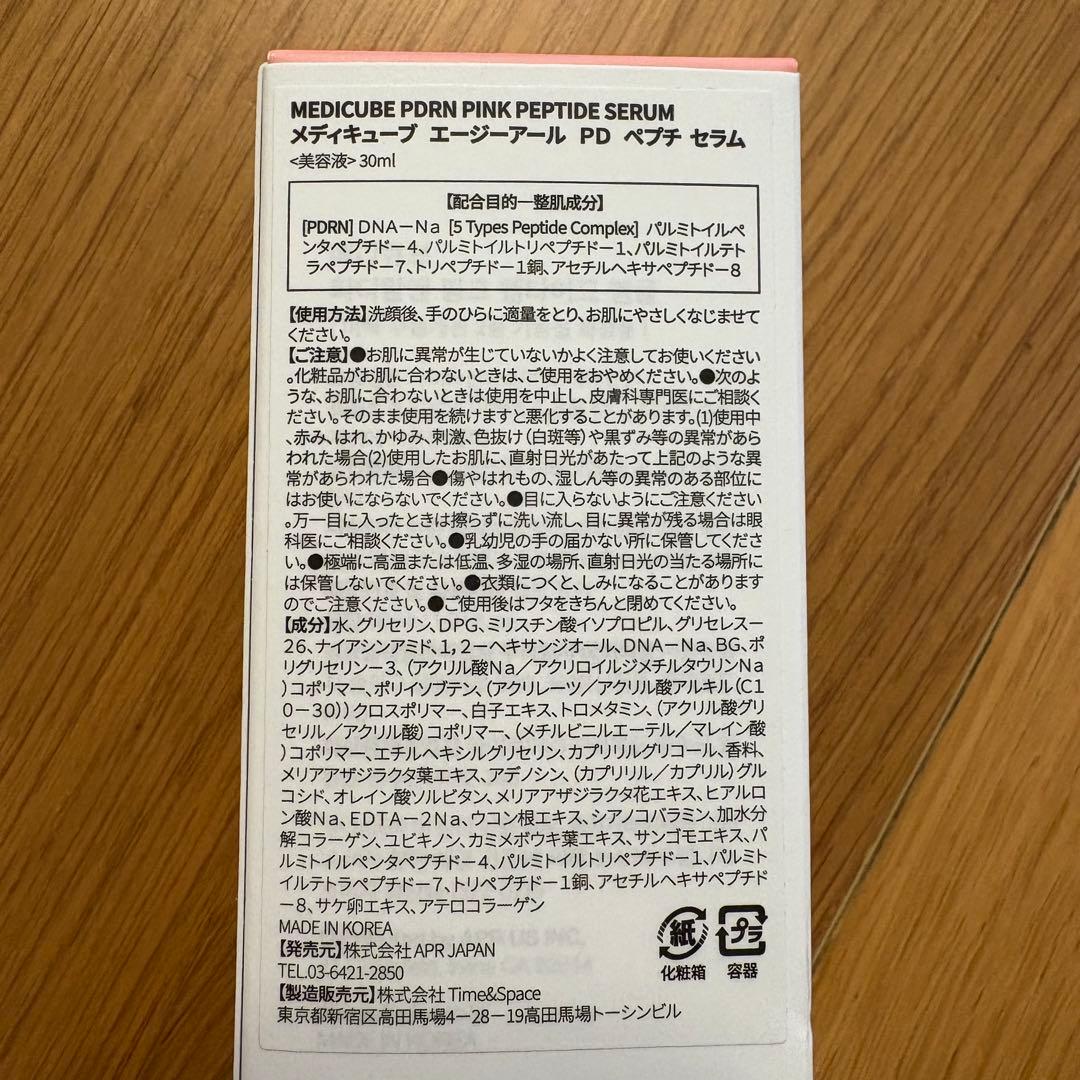 MEDICUBE PDRN PINK PEPTIDE SERUM
メディキューブ エージーアール PD ペプチ セラム
<美容液> 30ml
【配合目的―整肌成分】
[PDRN] DNA－Na [5 Types Peptide Complex] パルミトイルペ
ンタペプチド－4、パルミトイルトリペプチド－1、パルミトイルテト
ラペプチド－7、トリペプチド－1銅、アセチルヘキサペプチド－8
【使用方法】洗顔後、手のひらに適量をとり、お肌にやさしくなじませて
ください。
【ご注意】●お肌に異常が生じていないかよく注意してお使いください
。化粧品がお肌に合わないときは、ご使用をおやめください。●次のよ
うな、お肌に合わないときは使用を中止し、皮膚科専門医にご相談く
ださい。そのまま使用を続けますと悪化することがあります。(1)使用中
、赤み、はれ、かゆみ、刺激、色抜け（白斑等）や黒ずみ等の異常があら
われた場合(2)使用したお肌に、直射日光があたって上記のような異
常があらわれた場合●傷やはれもの、湿しん等の異常のある部位に
はお使いにならないでください。●目に入らないようにご注意ください
。万一目に入ったときは擦らずに洗い流し、目に異常が残る場合は眼
科医にご相談ください。●乳幼児の手の届かない所に保管してくださ
い。●極端に高温または低温、多湿の場所、直射日光の当たる場所に
は保管しないでください。●衣類につくと、しみになることがあります
のでご注意ください。●ご使用後はフタをきちんと閉めてください。
【成分】水、グリセリン、DPG、ミリスチン酸イソプロピル、グリセレス－
26、ナイアシンアミド、1,2－ヘキサンジオール、DNA－Na、BG、ポ
リグリセリン－3、（アクリル酸Na／アクリロイルジメチルタウリンNa
）コポリマー、ポリイソブテン、（アクリレーツ／アクリル酸アルキル（C1
0－30））クロスポリマー、白子エキス、トロメタミン、（アクリル酸グリ
セリル／アクリル酸）コポリマー、（メチルビニルエーテル／マレイン酸
）コポリマー、エチルヘキシルグリセリン、カプリリルグリコール、香料、
メリアアザジラクタ葉エキス、アデノシン、（カプリリル／カプリル）グル
コシド、オレイン酸ソルビタン、メリアアザジラクタ花エキス、ヒアルロ
ン酸Na、EDTA－2Na、ウコン根エキス、シアノコバラミン、加水分
解コラーゲン、ユビキノン、カミメボウキ葉エキス、サンゴモエキス、パ
ルミトイルペンタペプチド－4、パルミトイルトリペプチド－1、パルミト
イルテトラペプチド－7、トリペプチド－1銅、アセチルヘキサペプチド
－8、サケ卵エキス、アテロコラーゲン
MADE IN KOREA
【発売元】株式会社 APR JAPAN
TEL.03-6421-2850
【製造販売元】株式会社 Time&Space
東京都新宿区高田馬場4－28－19高田馬場トーシンビル
紙 プラ
化粧箱 容器